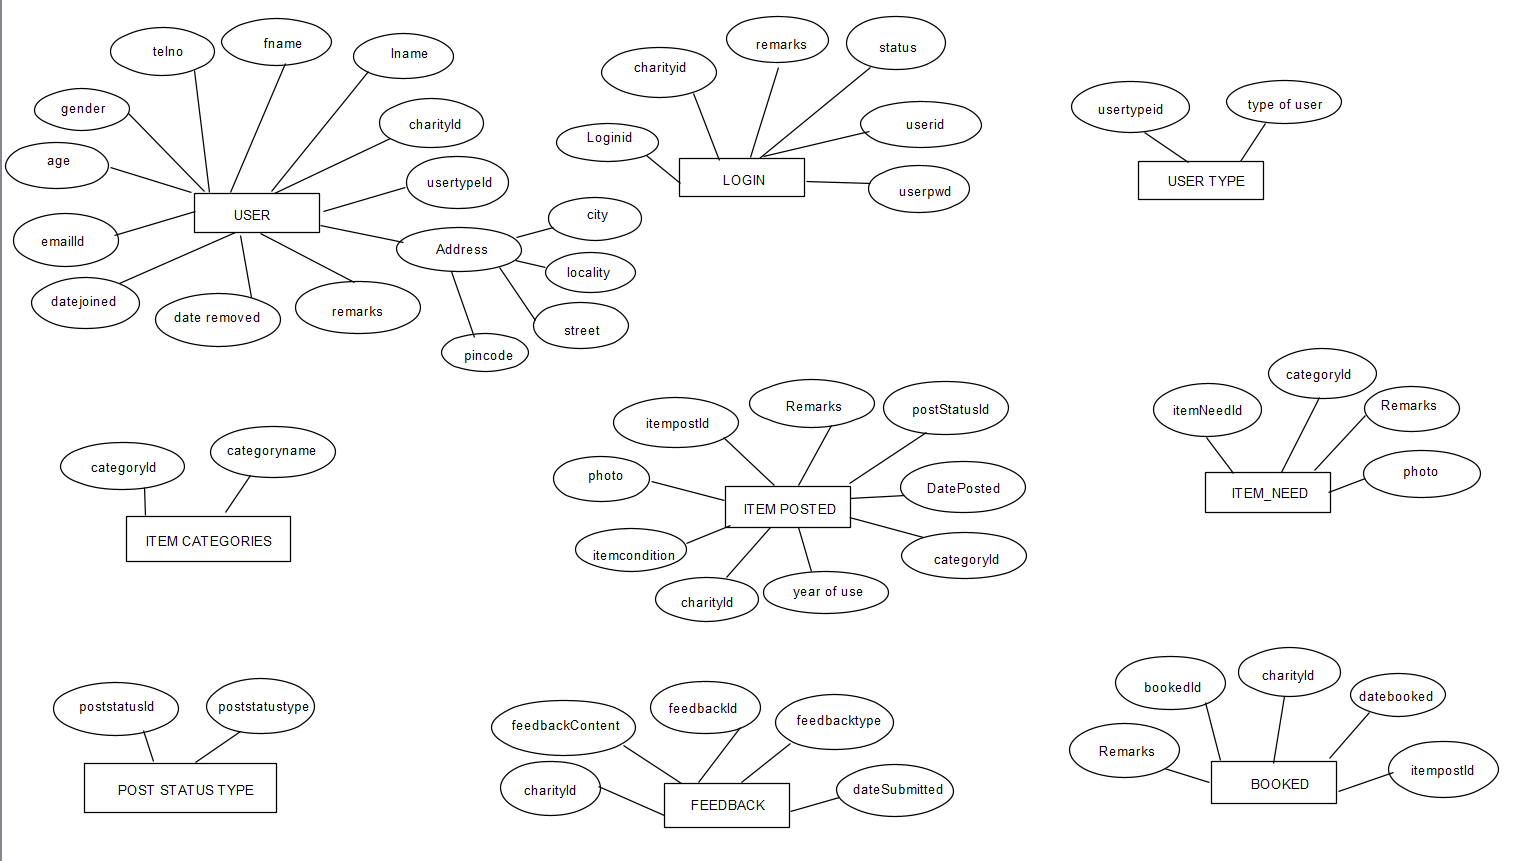 telno
fname
lname
gender
charityId
age
usertypeId
USER
emailId
Address
city
locality
street
pincode
datejoined
date removed
remarks
charityid
remarks
status
Loginid
userid
LOGIN
userpwd
usertypeid
type of user
USER TYPE
categoryId
categoryname
ITEM CATEGORIES
itempostId
Remarks
postStatusId
photo
DatePosted
ITEM POSTED
itemcondition
categoryId
charityId
year of use
itemNeedId
categoryId
Remarks
photo
ITEM_NEED
poststatusId
poststatustype
POST STATUS TYPE
feedbackContent
feedbackId
feedbacktype
charityId
dateSubmitted
FEEDBACK
bookedId
charityId
datebooked
Remarks
itempostId
BOOKED